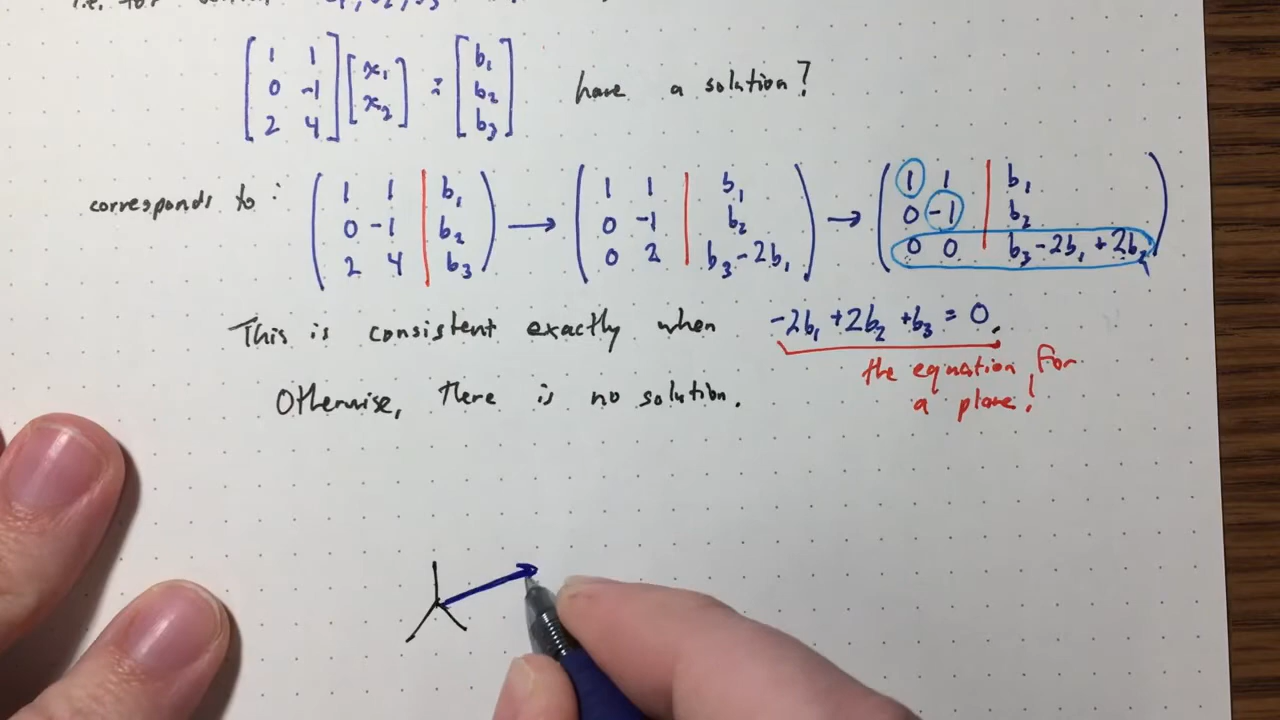 i.e. for
[1 1; 0 -1; 2 4] [x₁; x₂] = [b₁; b₂; b₃] have a solution?
corresponds to: (1 1 | b₁; 0 -1 | b₂; 2 4 | b₃) → (1 1 | b₁; 0 -1 | b₂; 0 2 | b₃-2b₁) → (1 1 | b₁; 0 -1 | b₂; 0 0 | b₃-2b₁+2b₂)
This is consistent exactly when -2b₁+2b₂+b₃ = 0.
the equation for
a plane!
Otherwise, there is no solution.